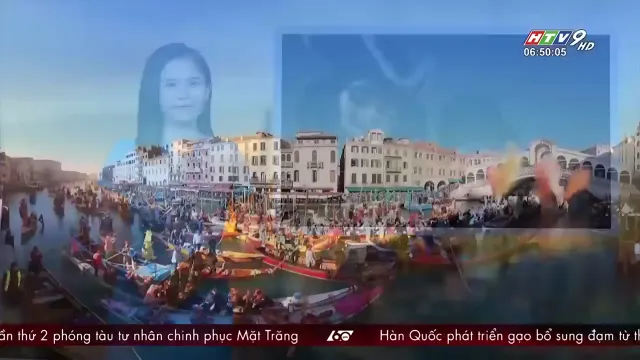 HTV9 HD
06:50:05
ần thứ 2 phóng tàu tư nhân chinh phục Mặt Trăng 60 Hàn Quốc phát triển gạo bổ sung đạm từ t